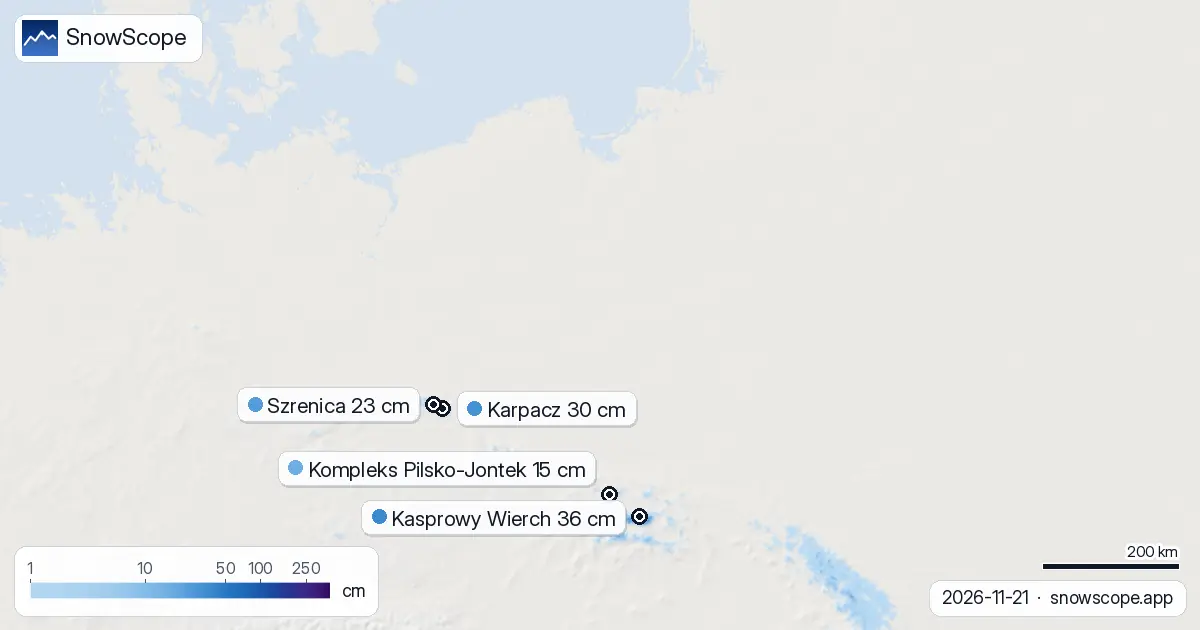 SnowScope
Szrenica 23 cm
Karpacz 30 cm
Kompleks Pilsko-Jontek 15 cm
Kasprowy Wierch 36 cm
1 10 50 100 250
cm
200 km
2026-11-21 · snowscope.app